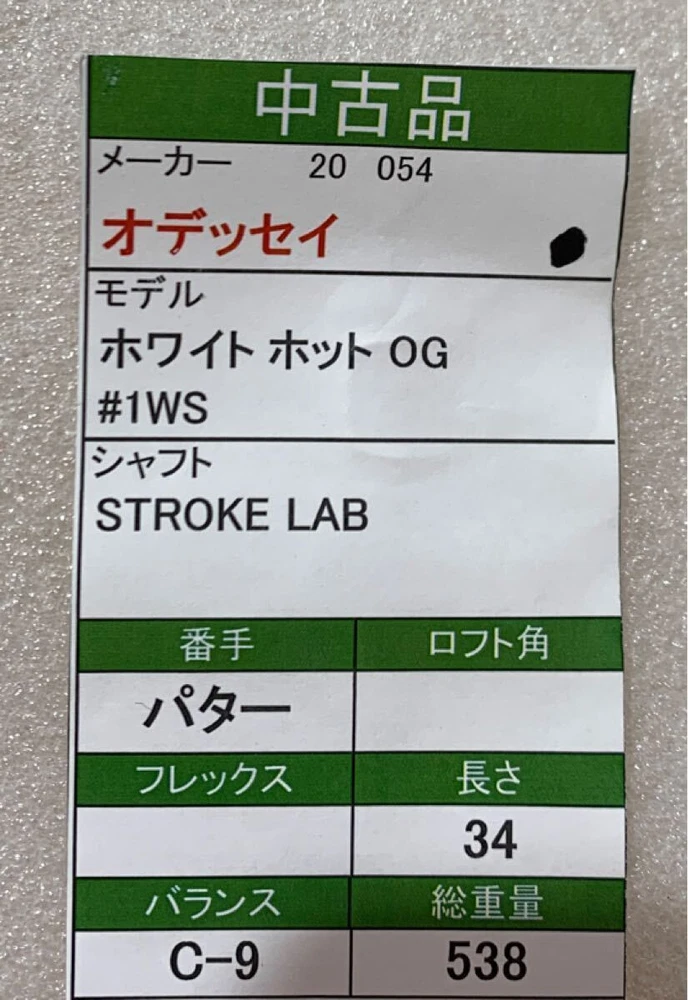 中古品
メーカー 20 054
オデッセイ
モデル
ホワイト ホット OG
#1WS
シャフト
STROKE LAB
番手 ロフト角
パター
フレックス 長さ
34
バランス 総重量
C-9 538